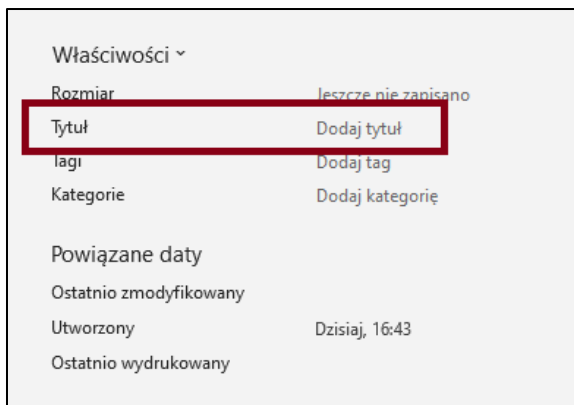 Właściwości
Rozmiar Jeszcze nie zapisano
Tytuł Dodaj tytuł
Tagi Dodaj tag
Kategorie Dodaj kategorię
Powiązane daty
Ostatnio zmodyfikowany
Utworzony Dzisiaj, 16:43
Ostatnio wydrukowany